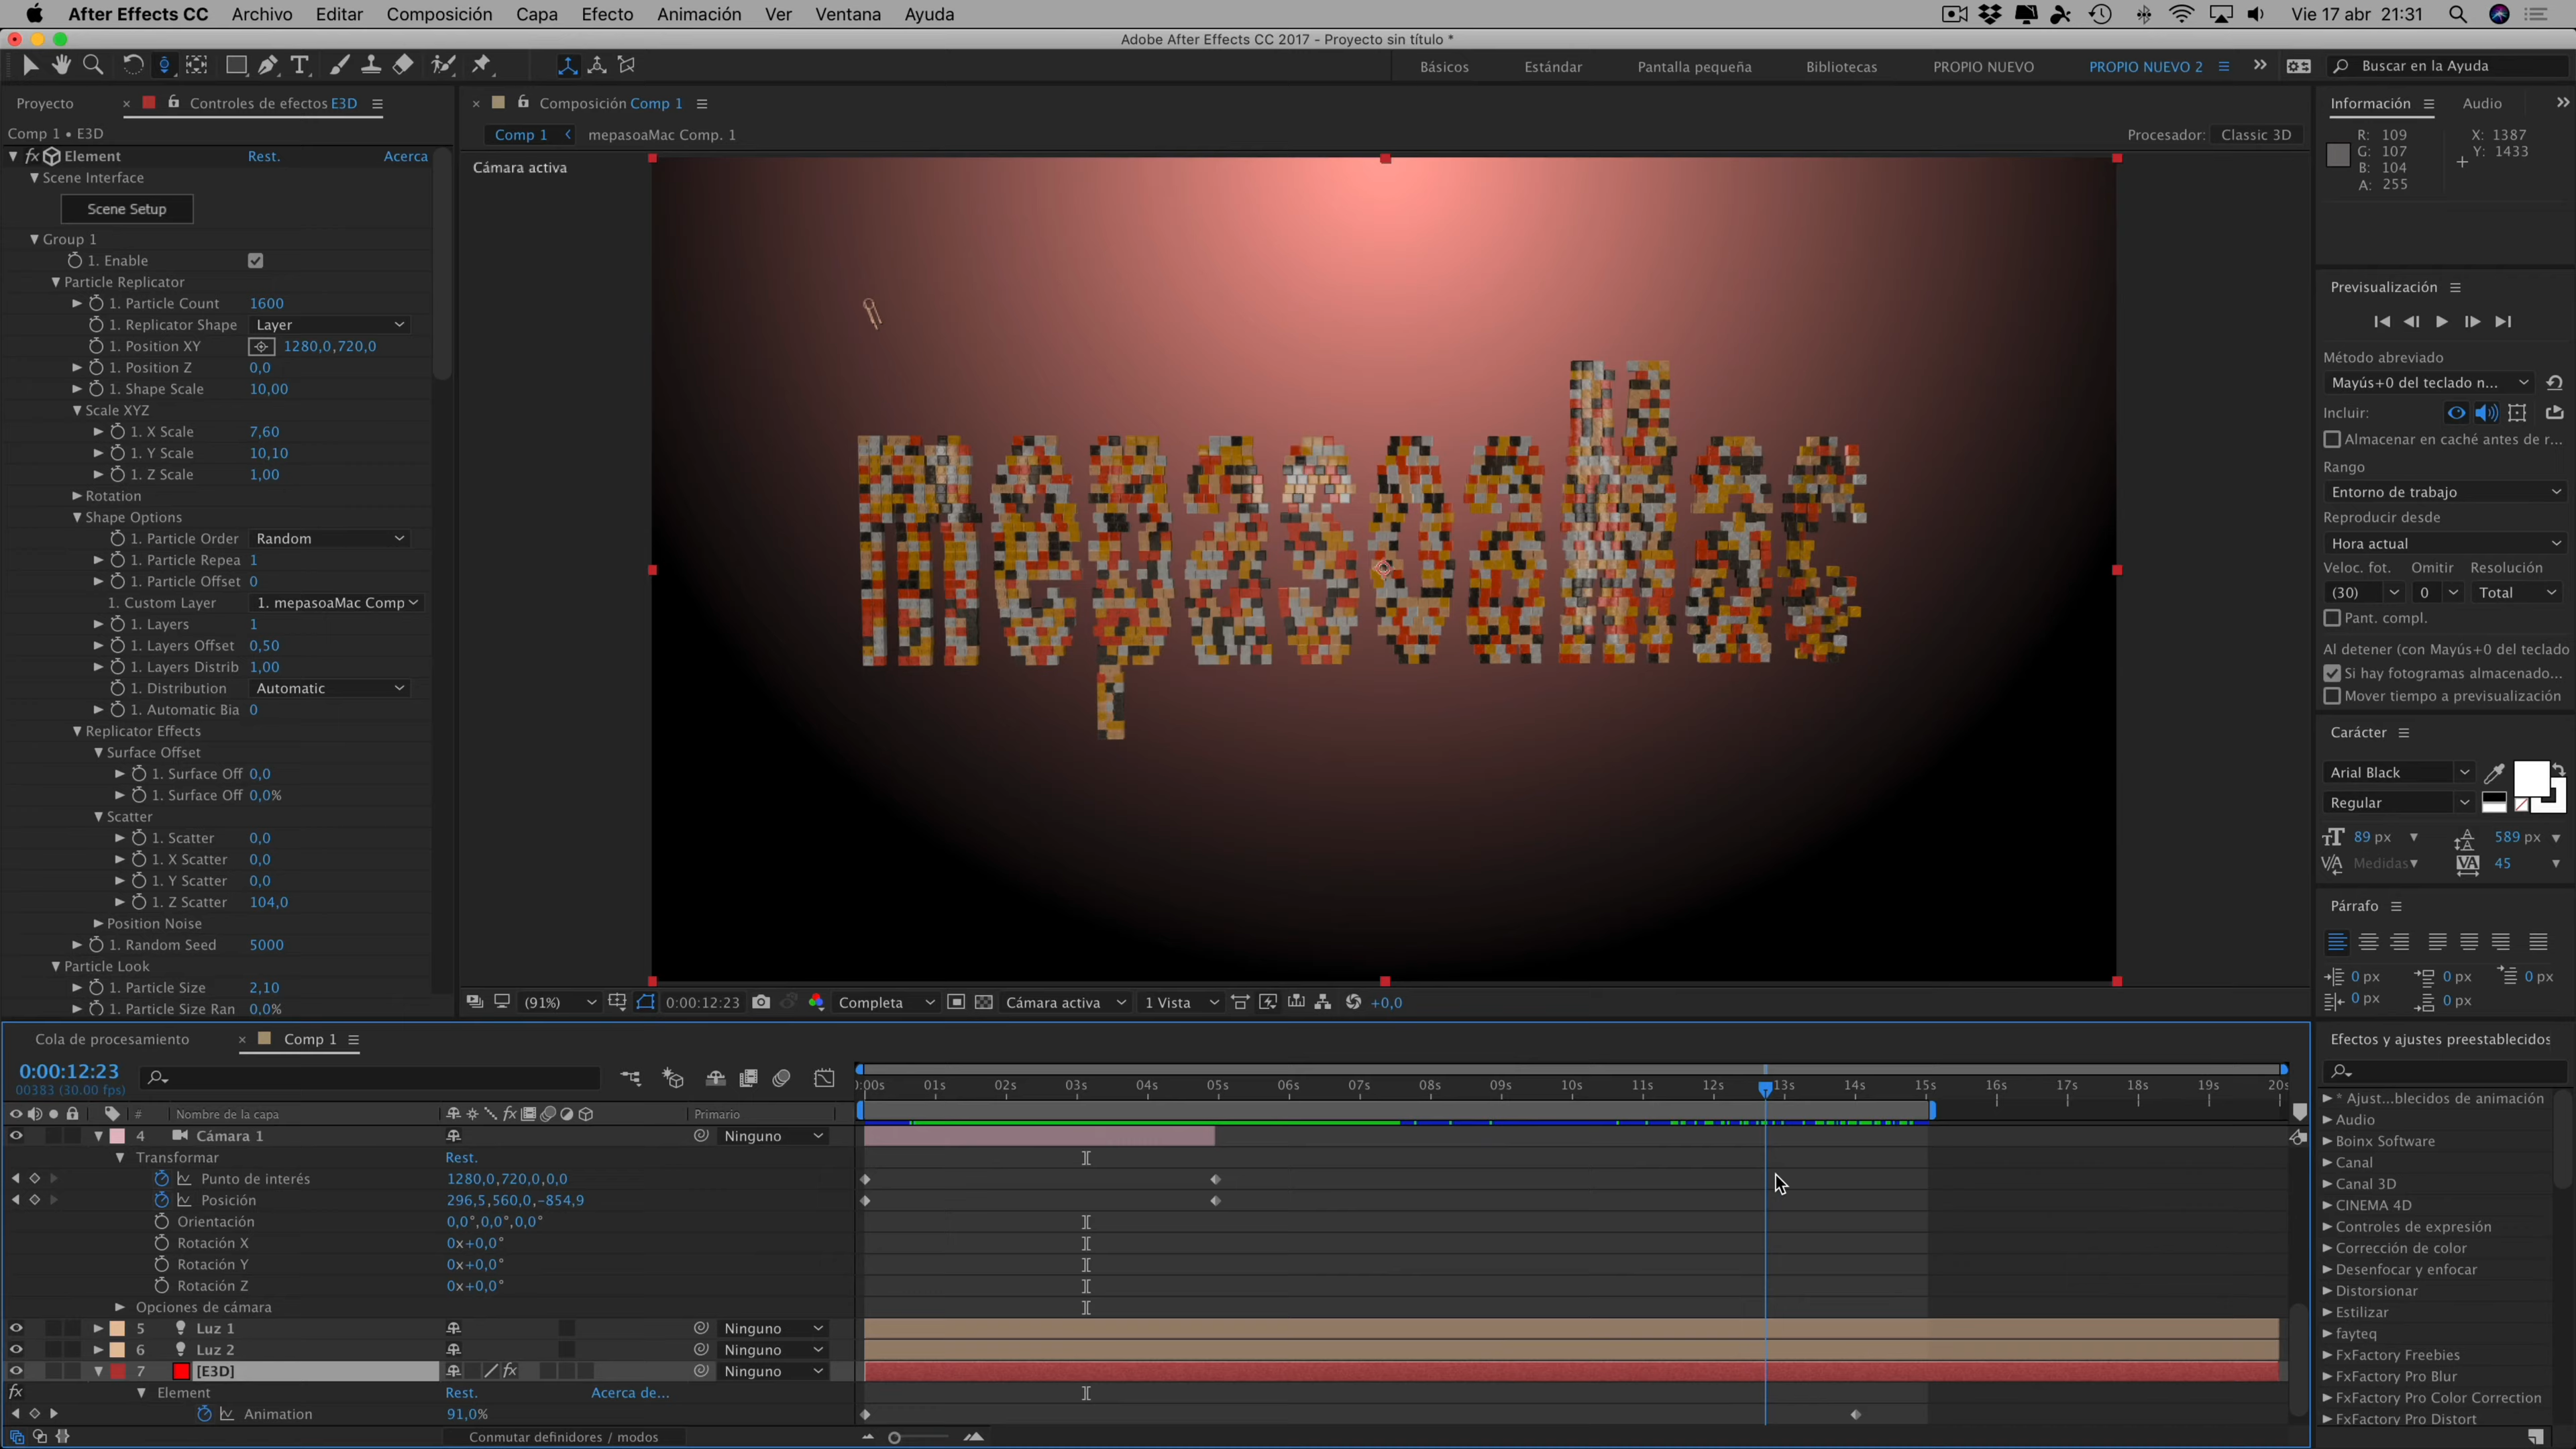 After Effects CC Archivo Editar Composición Capa Efecto Animación Ver Ventana Ayuda Vie 17 abr 21:31
Adobe After Effects CC 2017 - Proyecto sin título *
Básicos Estándar Pantalla pequeña Bibliotecas PROPIO NUEVO PROPIO NUEVO 2 Buscar en la Ayuda
Proyecto Controles de efectos E3D
Comp 1 • E3D
Element Rest. Acerca
Scene Interface
Scene Setup
Group 1
1. Enable
Particle Replicator
1. Particle Count 1600
1. Replicator Shape Layer
1. Position XY 1280,0,720,0
1. Position Z 0,0
1. Shape Scale 10,00
Scale XYZ
1. X Scale 7,60
1. Y Scale 10,10
1. Z Scale 1,00
Rotation
Shape Options
1. Particle Order Random
1. Particle Repea 1
1. Particle Offset 0
1. Custom Layer 1. mepasoaMac Comp
1. Layers 1
1. Layers Offset 0,50
1. Layers Distrib 1,00
1. Distribution Automatic
1. Automatic Bia 0
Replicator Effects
Surface Offset
1. Surface Off 0,0
1. Surface Off 0,0%
Scatter
1. Scatter 0,0
1. X Scatter 0,0
1. Y Scatter 0,0
1. Z Scatter 104,0
Position Noise
1. Random Seed 5000
Particle Look
1. Particle Size 2,10
1. Particle Size Ran 0,0%
Composición Comp 1
Comp 1 mepasoaMac Comp. 1 Procesador: Classic 3D
Cámara activa
mepasoaMac
(91%) 0:00:12:23 Completa Cámara activa 1 Vista +0,0
Información Audio
R: 109 X: 1387
G: 107 Y: 1433
B: 104
A: 255
Previsualización
Método abreviado
Mayús+0 del teclado n...
Incluir:
Almacenar en caché antes de r...
Rango
Entorno de trabajo
Reproducir desde
Hora actual
Veloc. fot. Omitir Resolución
(30) 0 Total
Pant. compl.
Al detener (con Mayús+0 del teclado
Si hay fotogramas almacenado...
Mover tiempo a previsualización
Carácter
Arial Black
Regular
89 px 589 px
Medidas 45
Párrafo
0 px 0 px 0 px
0 px 0 px
Cola de procesamiento Comp 1
0:00:12:23
00383 (30.00 fps)
:00s 01s 02s 03s 04s 05s 06s 07s 08s 09s 10s 11s 12s 13s 14s 15s 16s 17s 18s 19s 20s
# Nombre de la capa Primario
4 Cámara 1 Ninguno
Transformar Rest.
Punto de interés 1280,0,720,0,0,0
Posición 296,5,560,0,-854,9
Orientación 0,0°,0,0°,0,0°
Rotación X 0x+0,0°
Rotación Y 0x+0,0°
Rotación Z 0x+0,0°
Opciones de cámara
5 Luz 1 Ninguno
6 Luz 2 Ninguno
7 [E3D] Ninguno
Element Rest. Acerca de...
Animation 91,0%
Conmutar definidores / modos
Efectos y ajustes preestablecidos
* Ajust...blecidos de animación
Audio
Boinx Software
Canal
Canal 3D
CINEMA 4D
Controles de expresión
Corrección de color
Desenfocar y enfocar
Distorsionar
Estilizar
fayteq
FxFactory Freebies
FxFactory Pro Blur
FxFactory Pro Color Correction
FxFactory Pro Distort